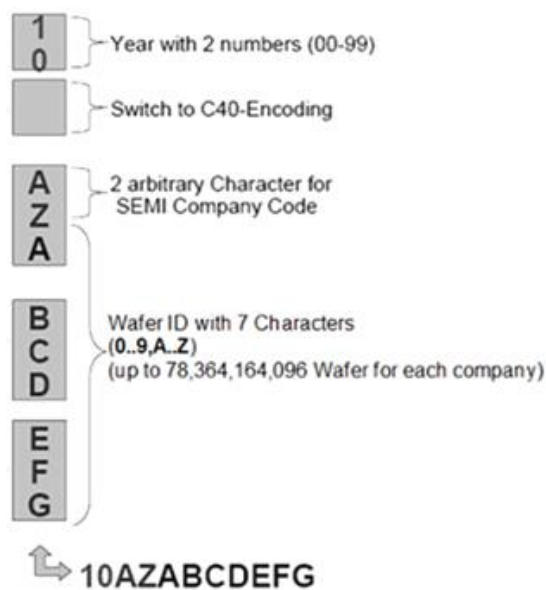 1
0
Year with 2 numbers (00-99)
Switch to C40-Encoding
A
Z
A
2 arbitrary Character for
SEMI Company Code
B
C
D
Wafer ID with 7 Characters
(0..9,A..Z)
(up to 78,364,164,096 Wafer for each company)
E
F
G
10AZABCDEFG